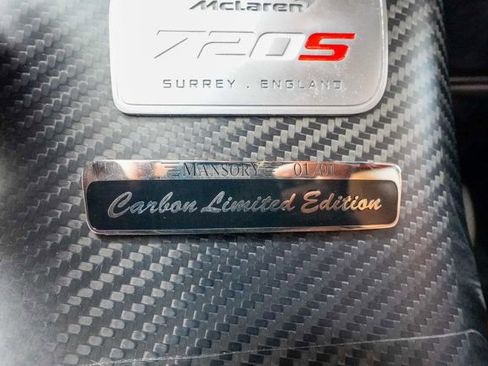 McLaren
720S
SURREY . ENGLAND
MANSORY 01/01
Carbon Limited Edition